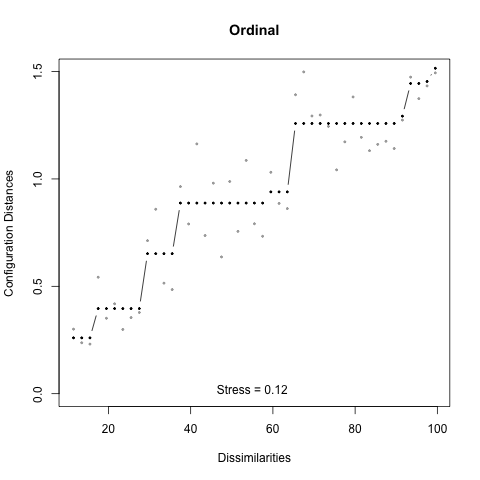 Ordinal
1.5
1.0
0.5
0.0
Configuration Distances
Stress = 0.12
20 40 60 80 100
Dissimilarities